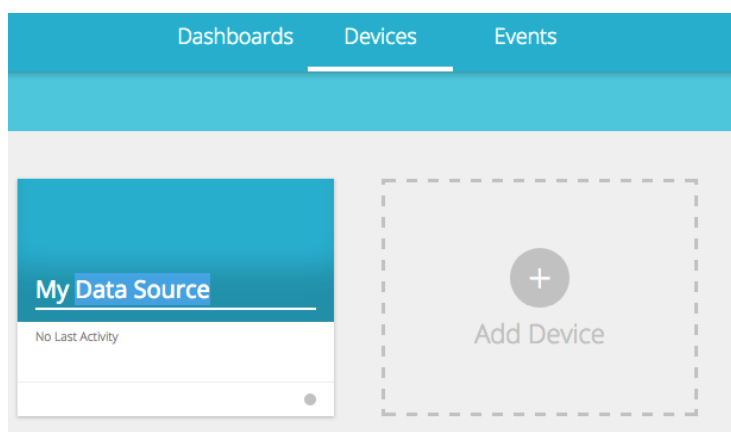 Dashboards Devices Events
My Data Source
No Last Activity
Add Device